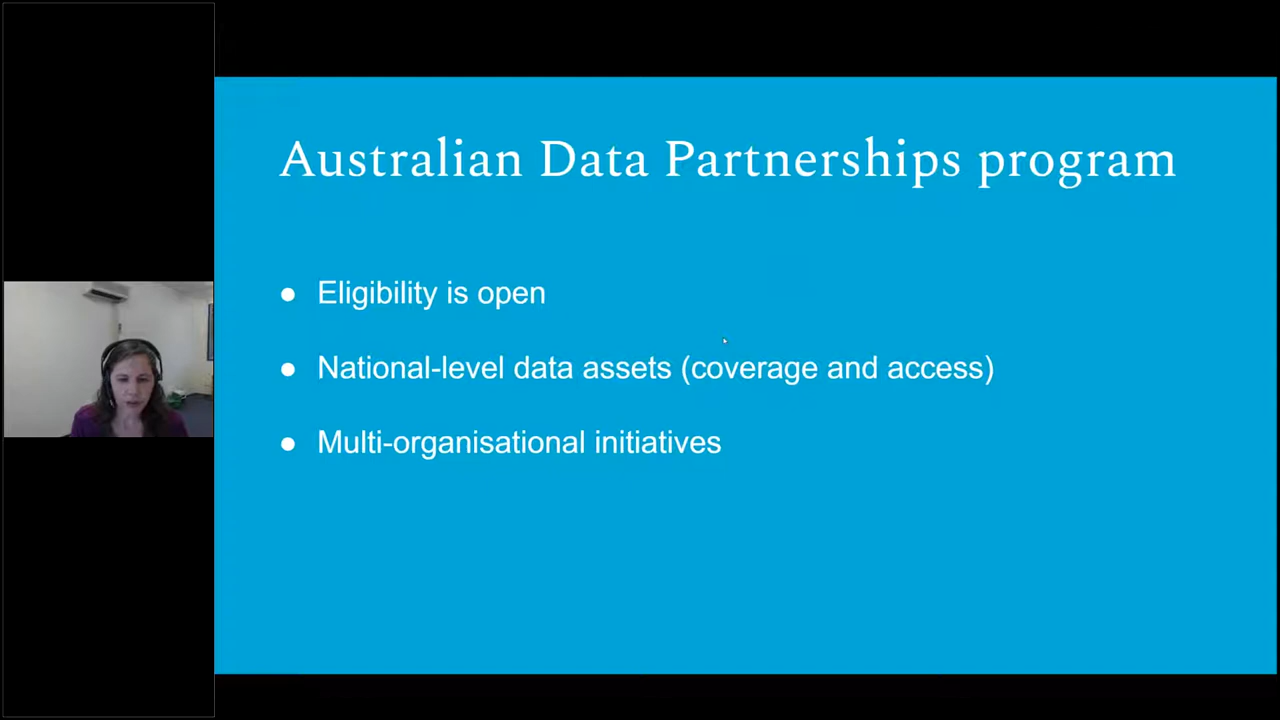 Australian Data Partnerships program
● Eligibility is open
● National-level data assets (coverage and access)
● Multi-organisational initiatives